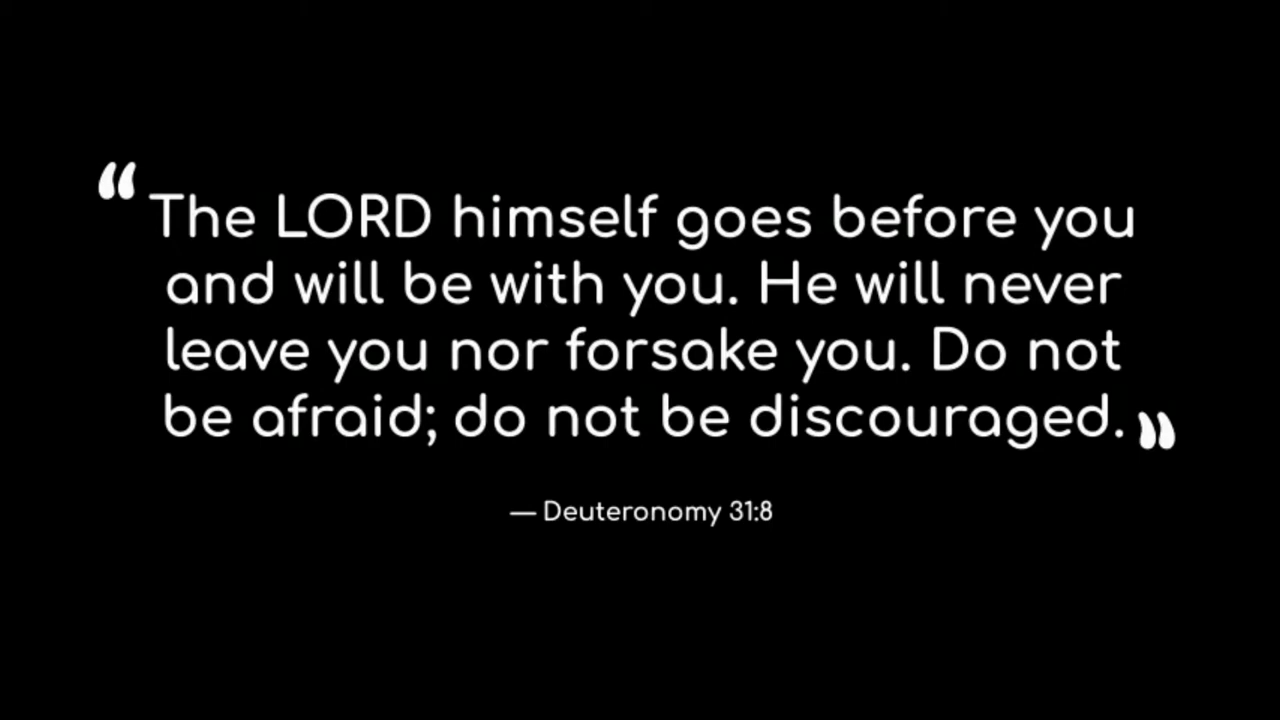 “The LORD himself goes before you
and will be with you. He will never
leave you nor forsake you. Do not
be afraid; do not be discouraged.”
— Deuteronomy 31:8